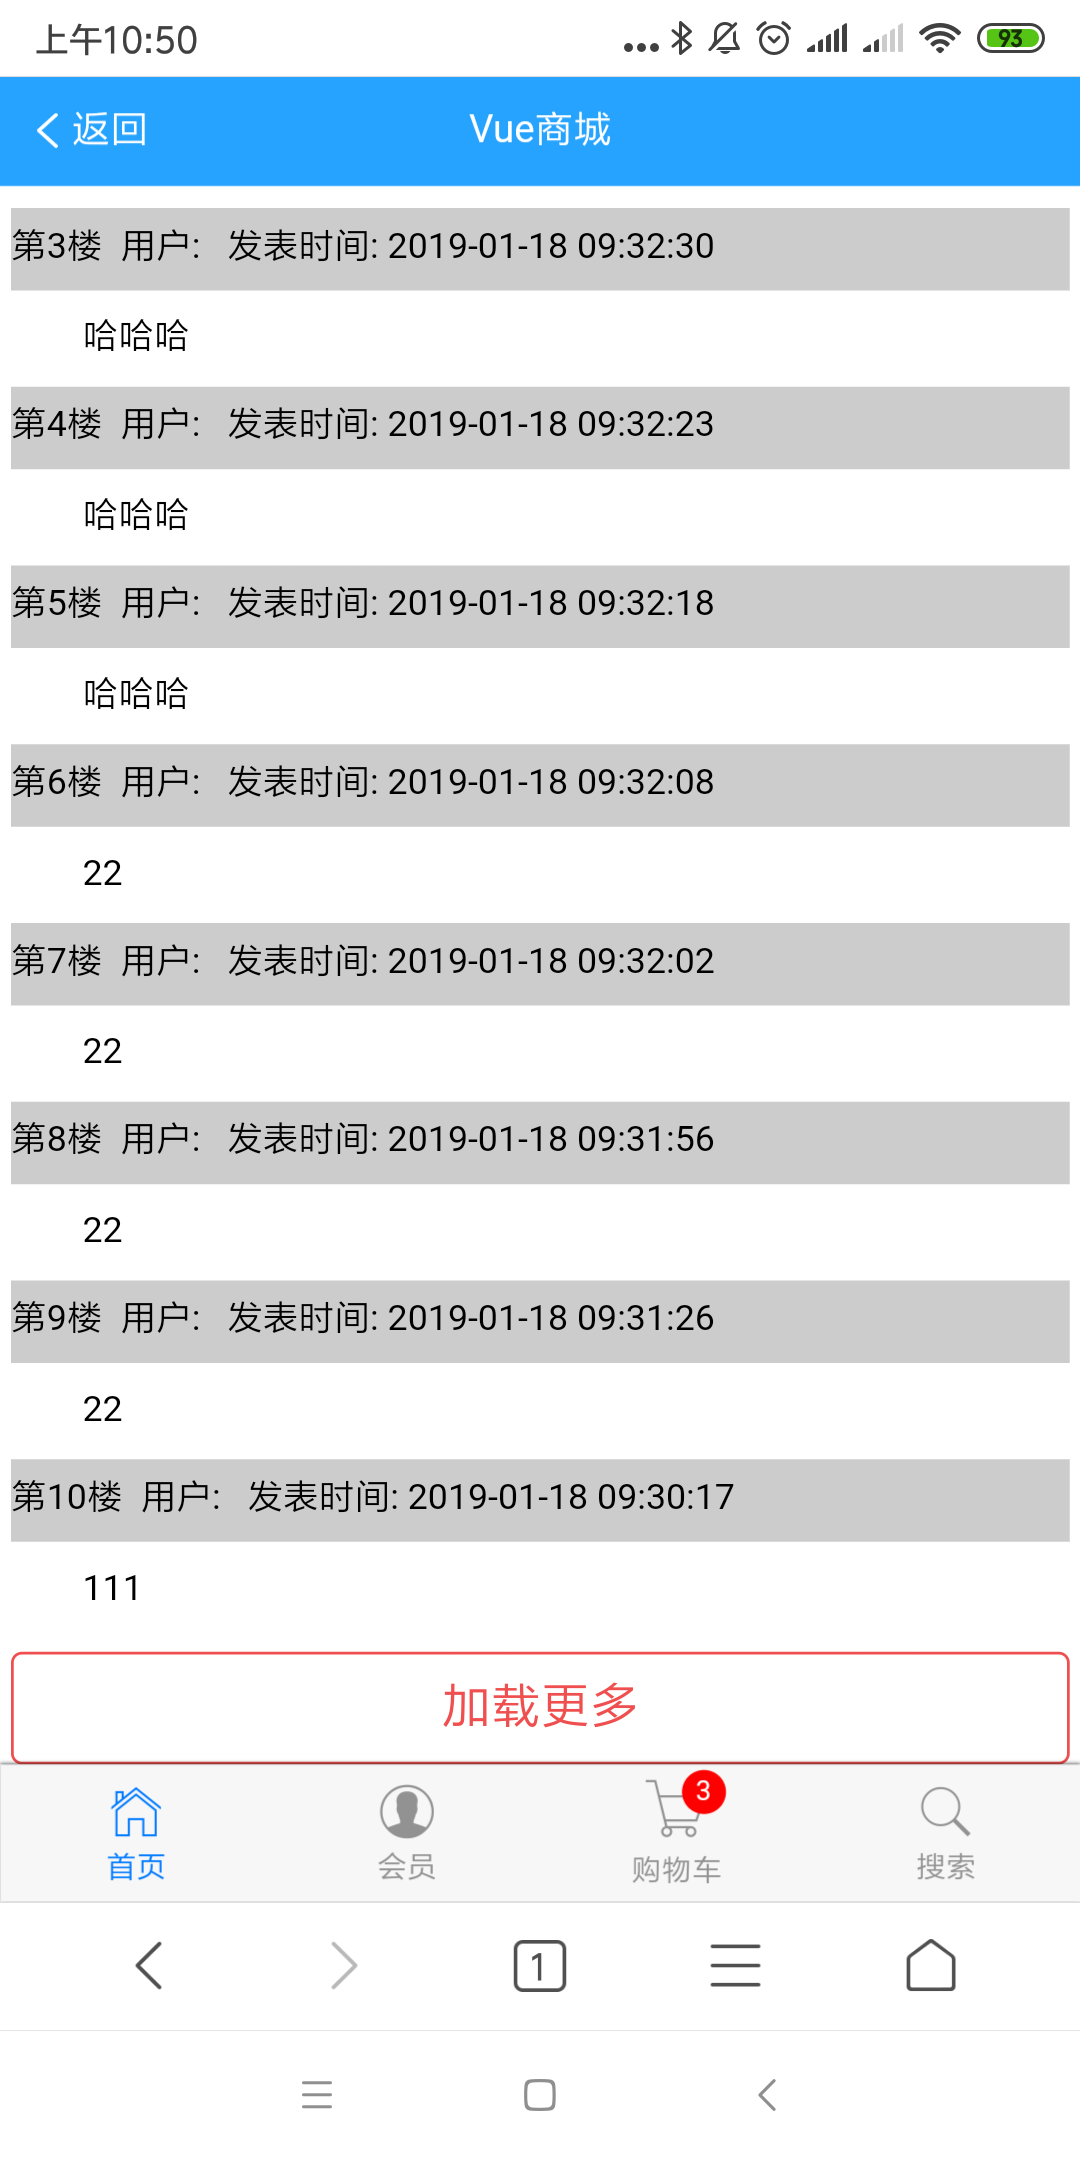 上午10:50
93
返回
Vue商城
第3楼 用户: 发表时间: 2019-01-18 09:32:30
哈哈哈
第4楼 用户: 发表时间: 2019-01-18 09:32:23
哈哈哈
第5楼 用户: 发表时间: 2019-01-18 09:32:18
哈哈哈
第6楼 用户: 发表时间: 2019-01-18 09:32:08
22
第7楼 用户: 发表时间: 2019-01-18 09:32:02
22
第8楼 用户: 发表时间: 2019-01-18 09:31:56
22
第9楼 用户: 发表时间: 2019-01-18 09:31:26
22
第10楼 用户: 发表时间: 2019-01-18 09:30:17
111
加载更多
3
首页 会员 购物车 搜索
1